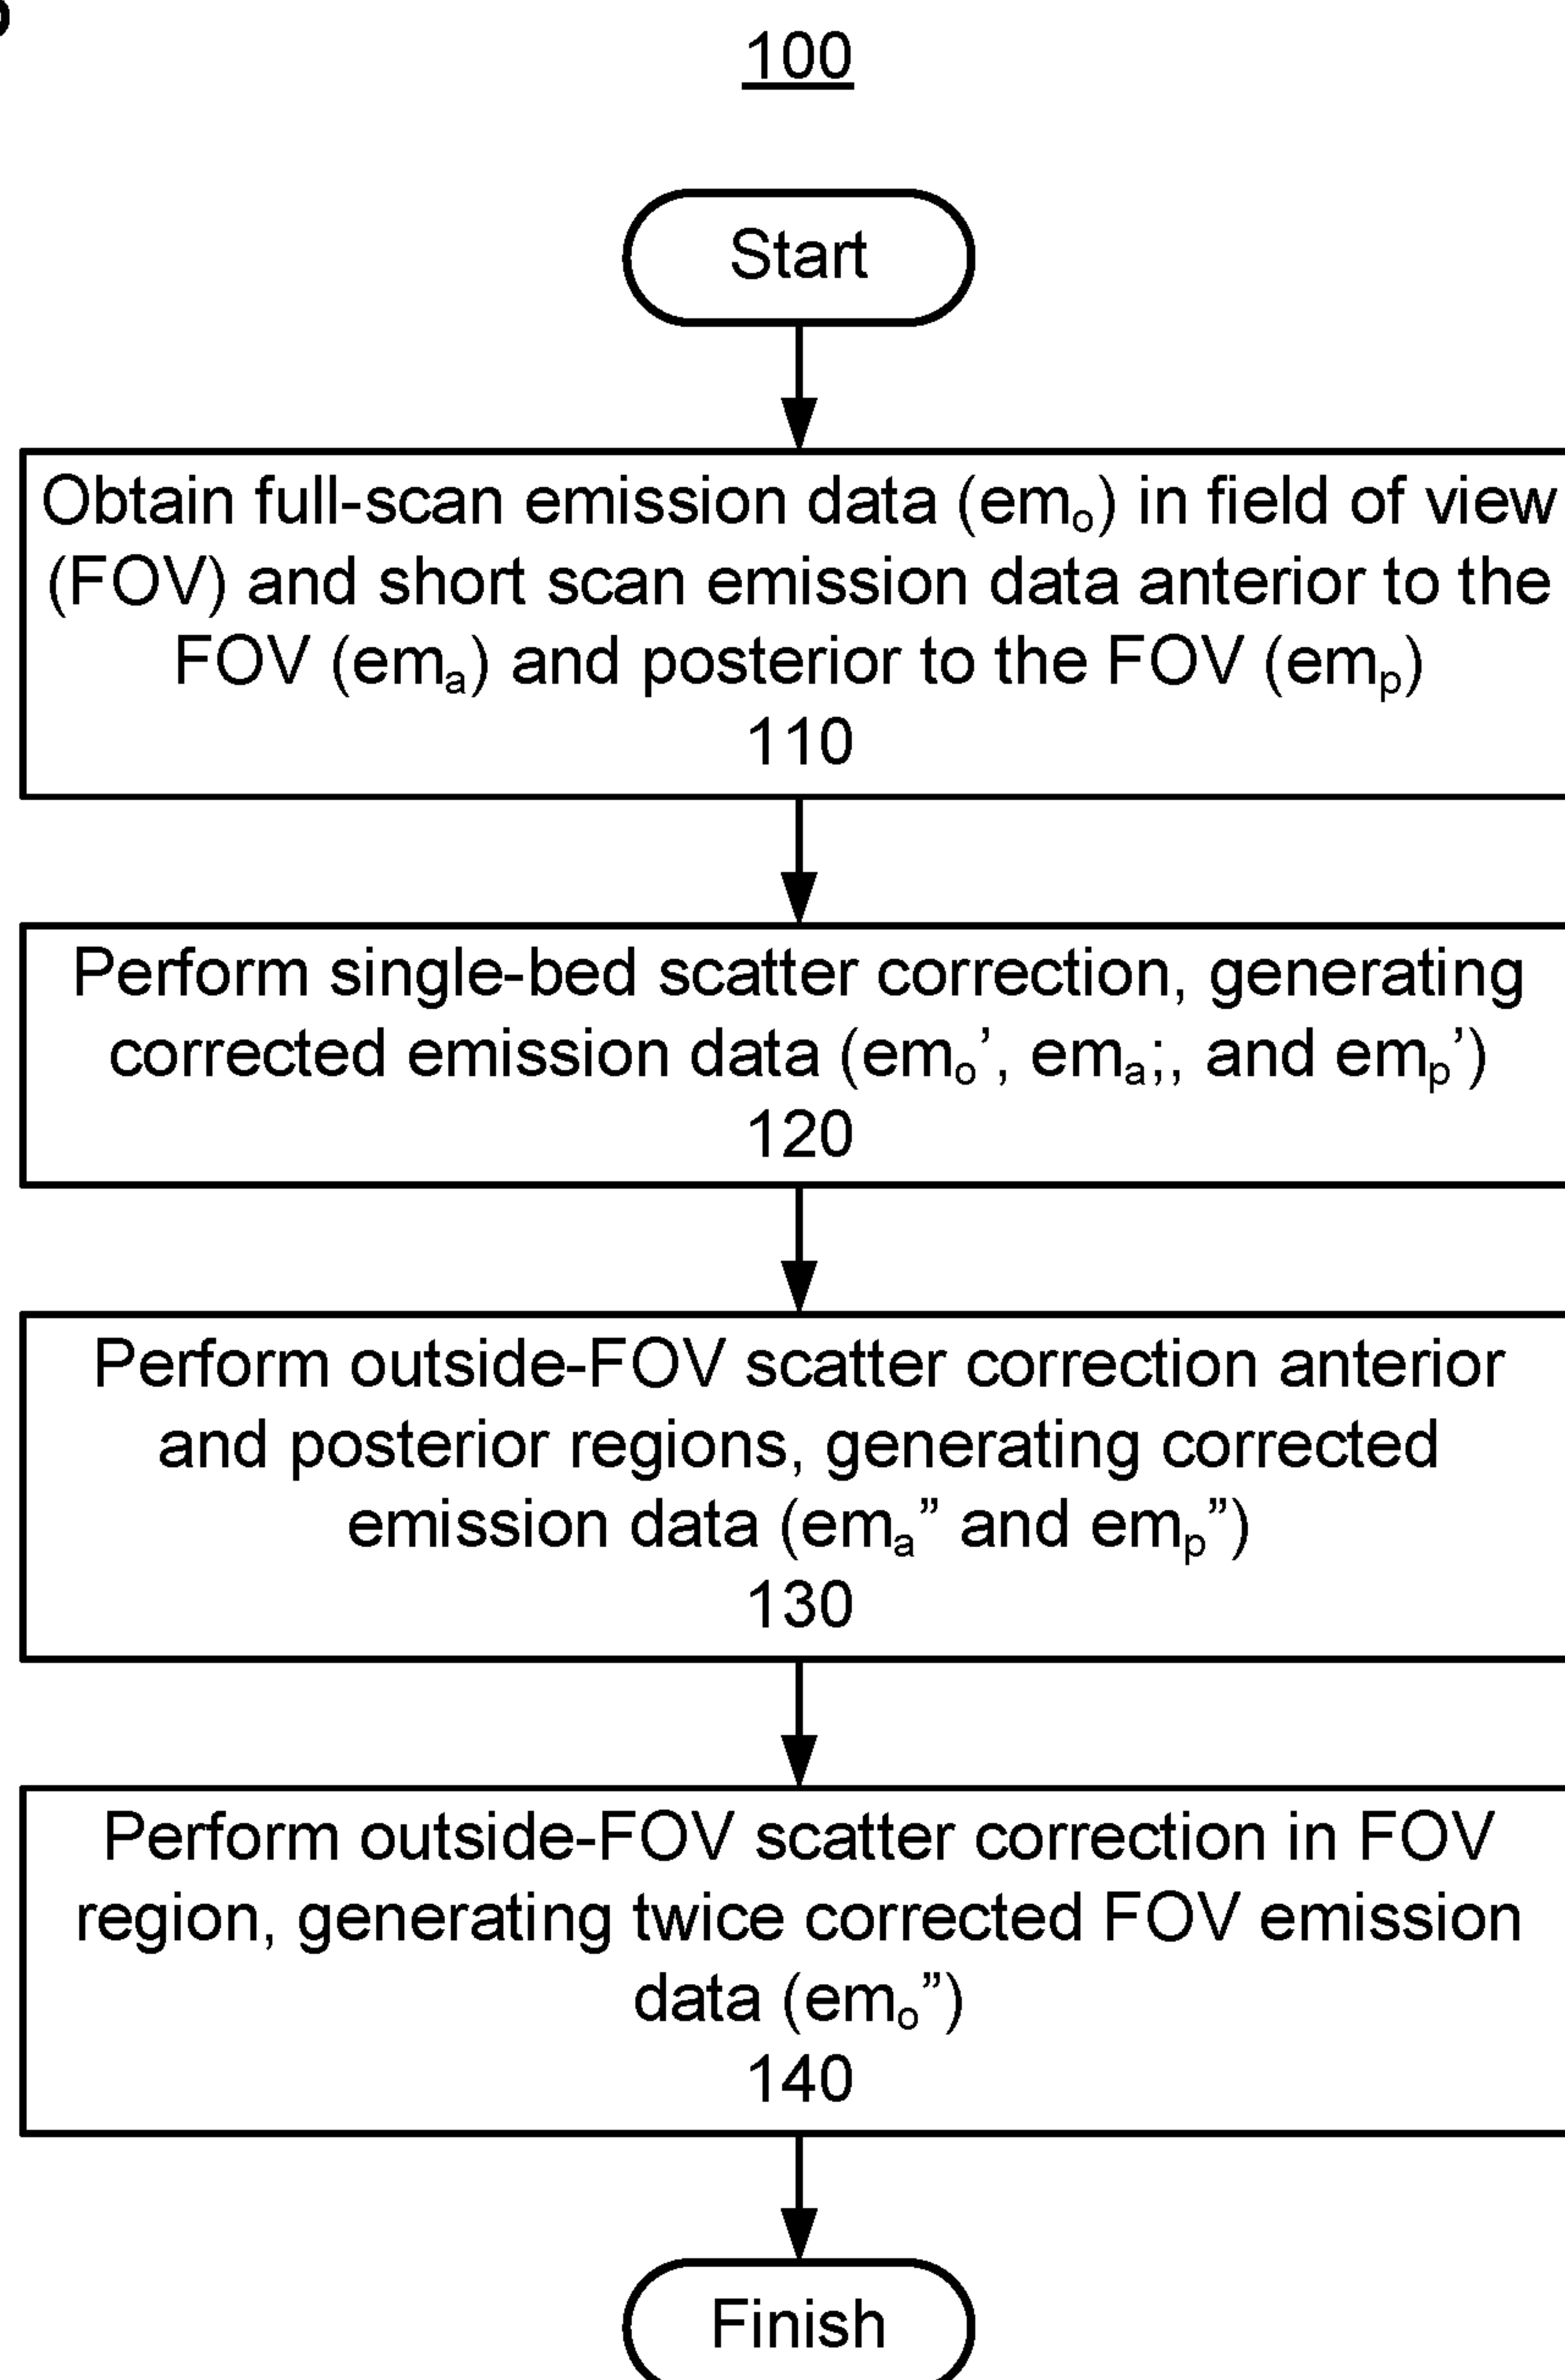 100
Start
Obtain full-scan emission data (emₒ) in field of view
(FOV) and short scan emission data anterior to the
FOV (emₐ) and posterior to the FOV (emₚ)
110
Perform single-bed scatter correction, generating
corrected emission data (emₒ’, emₐ;, and emₚ’)
120
Perform outside-FOV scatter correction anterior
and posterior regions, generating corrected
emission data (emₐ” and emₚ”)
130
Perform outside-FOV scatter correction in FOV
region, generating twice corrected FOV emission
data (emₒ”)
140
Finish